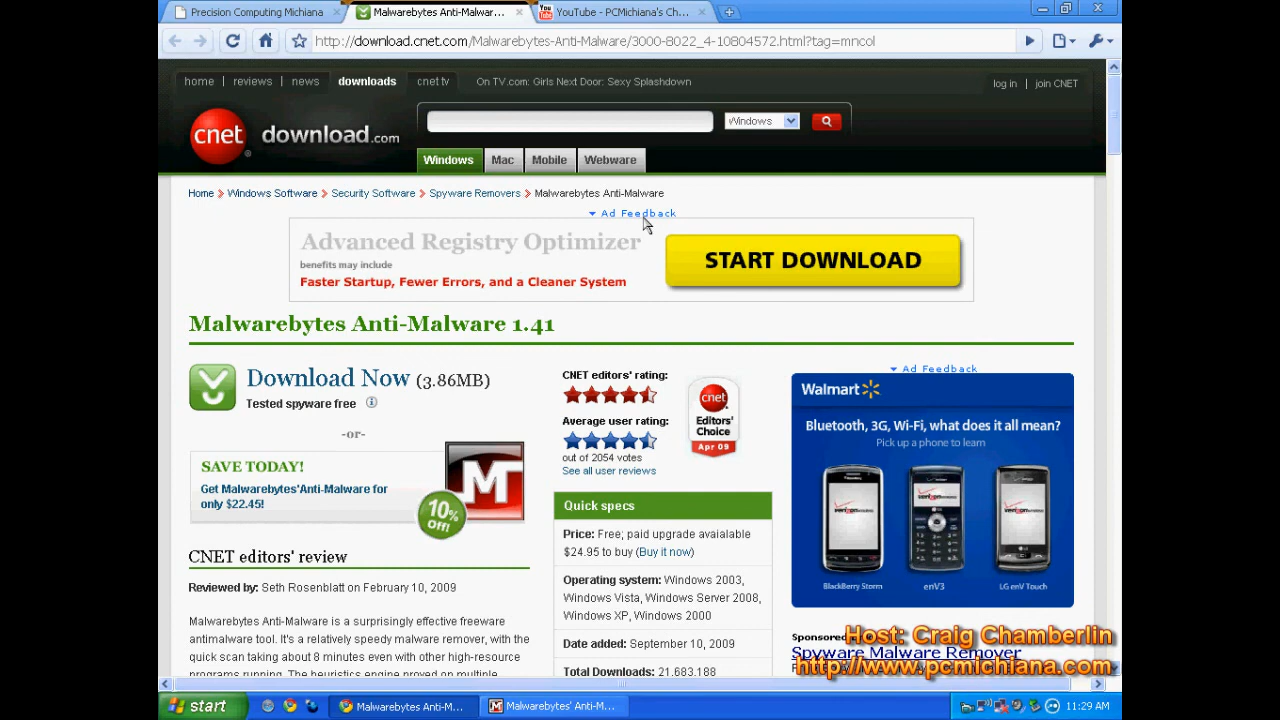 Precision Computing Michiana
Malwarebytes Anti-Malwar...
YouTube - PCMichiana's Ch...
http://download.cnet.com/Malwarebytes-Anti-Malware/3000-8022_4-10804572.html?tag=mncol
home | reviews | news downloads cnet tv On TV.com: Girls Next Door: Sexy Splashdown
log in | join CNET
cnet download.com
Windows
Windows Mac Mobile Webware
Home > Windows Software > Security Software > Spyware Removers > Malwarebytes Anti-Malware
Ad Feedback
Advanced Registry Optimizer
benefits may include
Faster Startup, Fewer Errors, and a Cleaner System
START DOWNLOAD
Malwarebytes Anti-Malware 1.41
Download Now (3.86MB)
Tested spyware free
-or-
SAVE TODAY!
Get Malwarebytes'Anti-Malware for
only $22.45!
10%
Off!
CNET editors' review
Reviewed by: Seth Rosenblatt on February 10, 2009
Malwarebytes Anti-Malware is a surprisingly effective freeware
antimalware tool. It's a relatively speedy malware remover, with the
quick scan taking about 8 minutes even with other high-resource
programs running. The heuristics engine proved on multiple
CNET editors' rating:
Average user rating:
out of 2054 votes
See all user reviews
cnet
Editors'
Choice
Apr 09
Quick specs
Price: Free; paid upgrade avaialable
$24.95 to buy (Buy it now)
Operating system: Windows 2003,
Windows Vista, Windows Server 2008,
Windows XP, Windows 2000
Date added: September 10, 2009
Total Downloads: 21,683,188
Ad Feedback
Walmart
Bluetooth, 3G, Wi-Fi, what does it all mean?
Pick up a phone to learn
BlackBerry Storm
enV3
LG enV Touch
Sponsored
Spyware Malware Remover
Host: Craig Chamberlin
http://www.pcmichiana.com
start
Malwarebytes Anti-M...
Malwarebytes' Anti-M...
11:29 AM